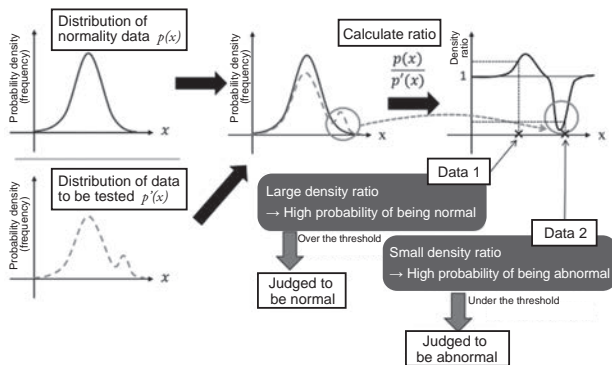 Distribution of
normality data p(x)
Probability density
(frequency)
x
Distribution of data
to be tested p'(x)
Probability density
(frequency)
x
Probability density
(frequency)
x
Calculate ratio
p(x)
p'(x)
Density
ratio
1
x
Data 1
Large density ratio
→ High probability of being normal
Over the threshold
Judged
to be normal
Data 2
Small density ratio
→ High probability of being abnormal
Under the threshold
Judged
to be abnormal